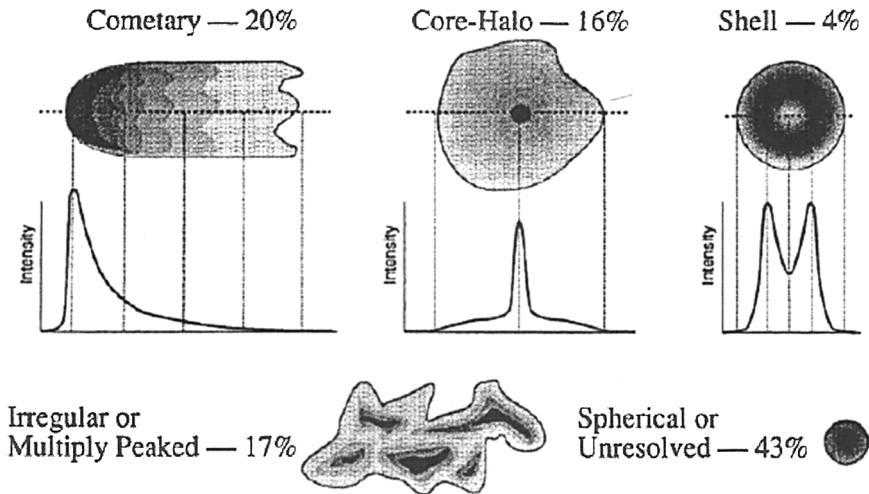 Cometary — 20%
Core-Halo — 16%
Shell — 4%
Intensity
Intensity
Intensity
Irregular or
Multiply Peaked — 17%
Spherical or
Unresolved — 43%